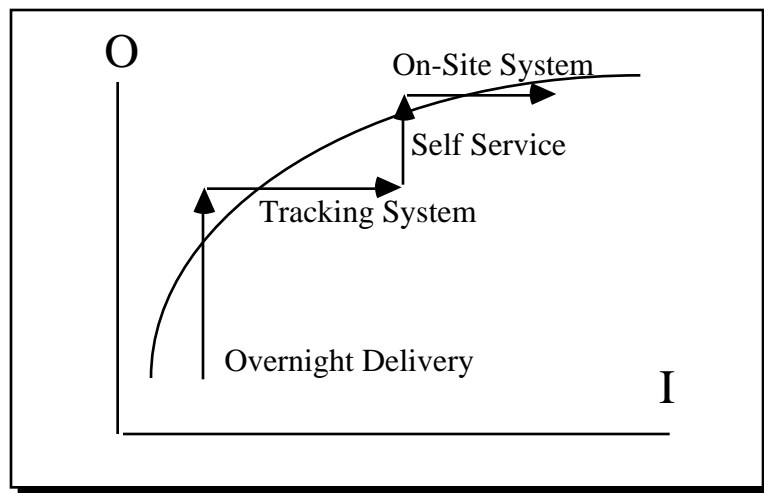 O
On-Site System
Self Service
Tracking System
Overnight Delivery
I